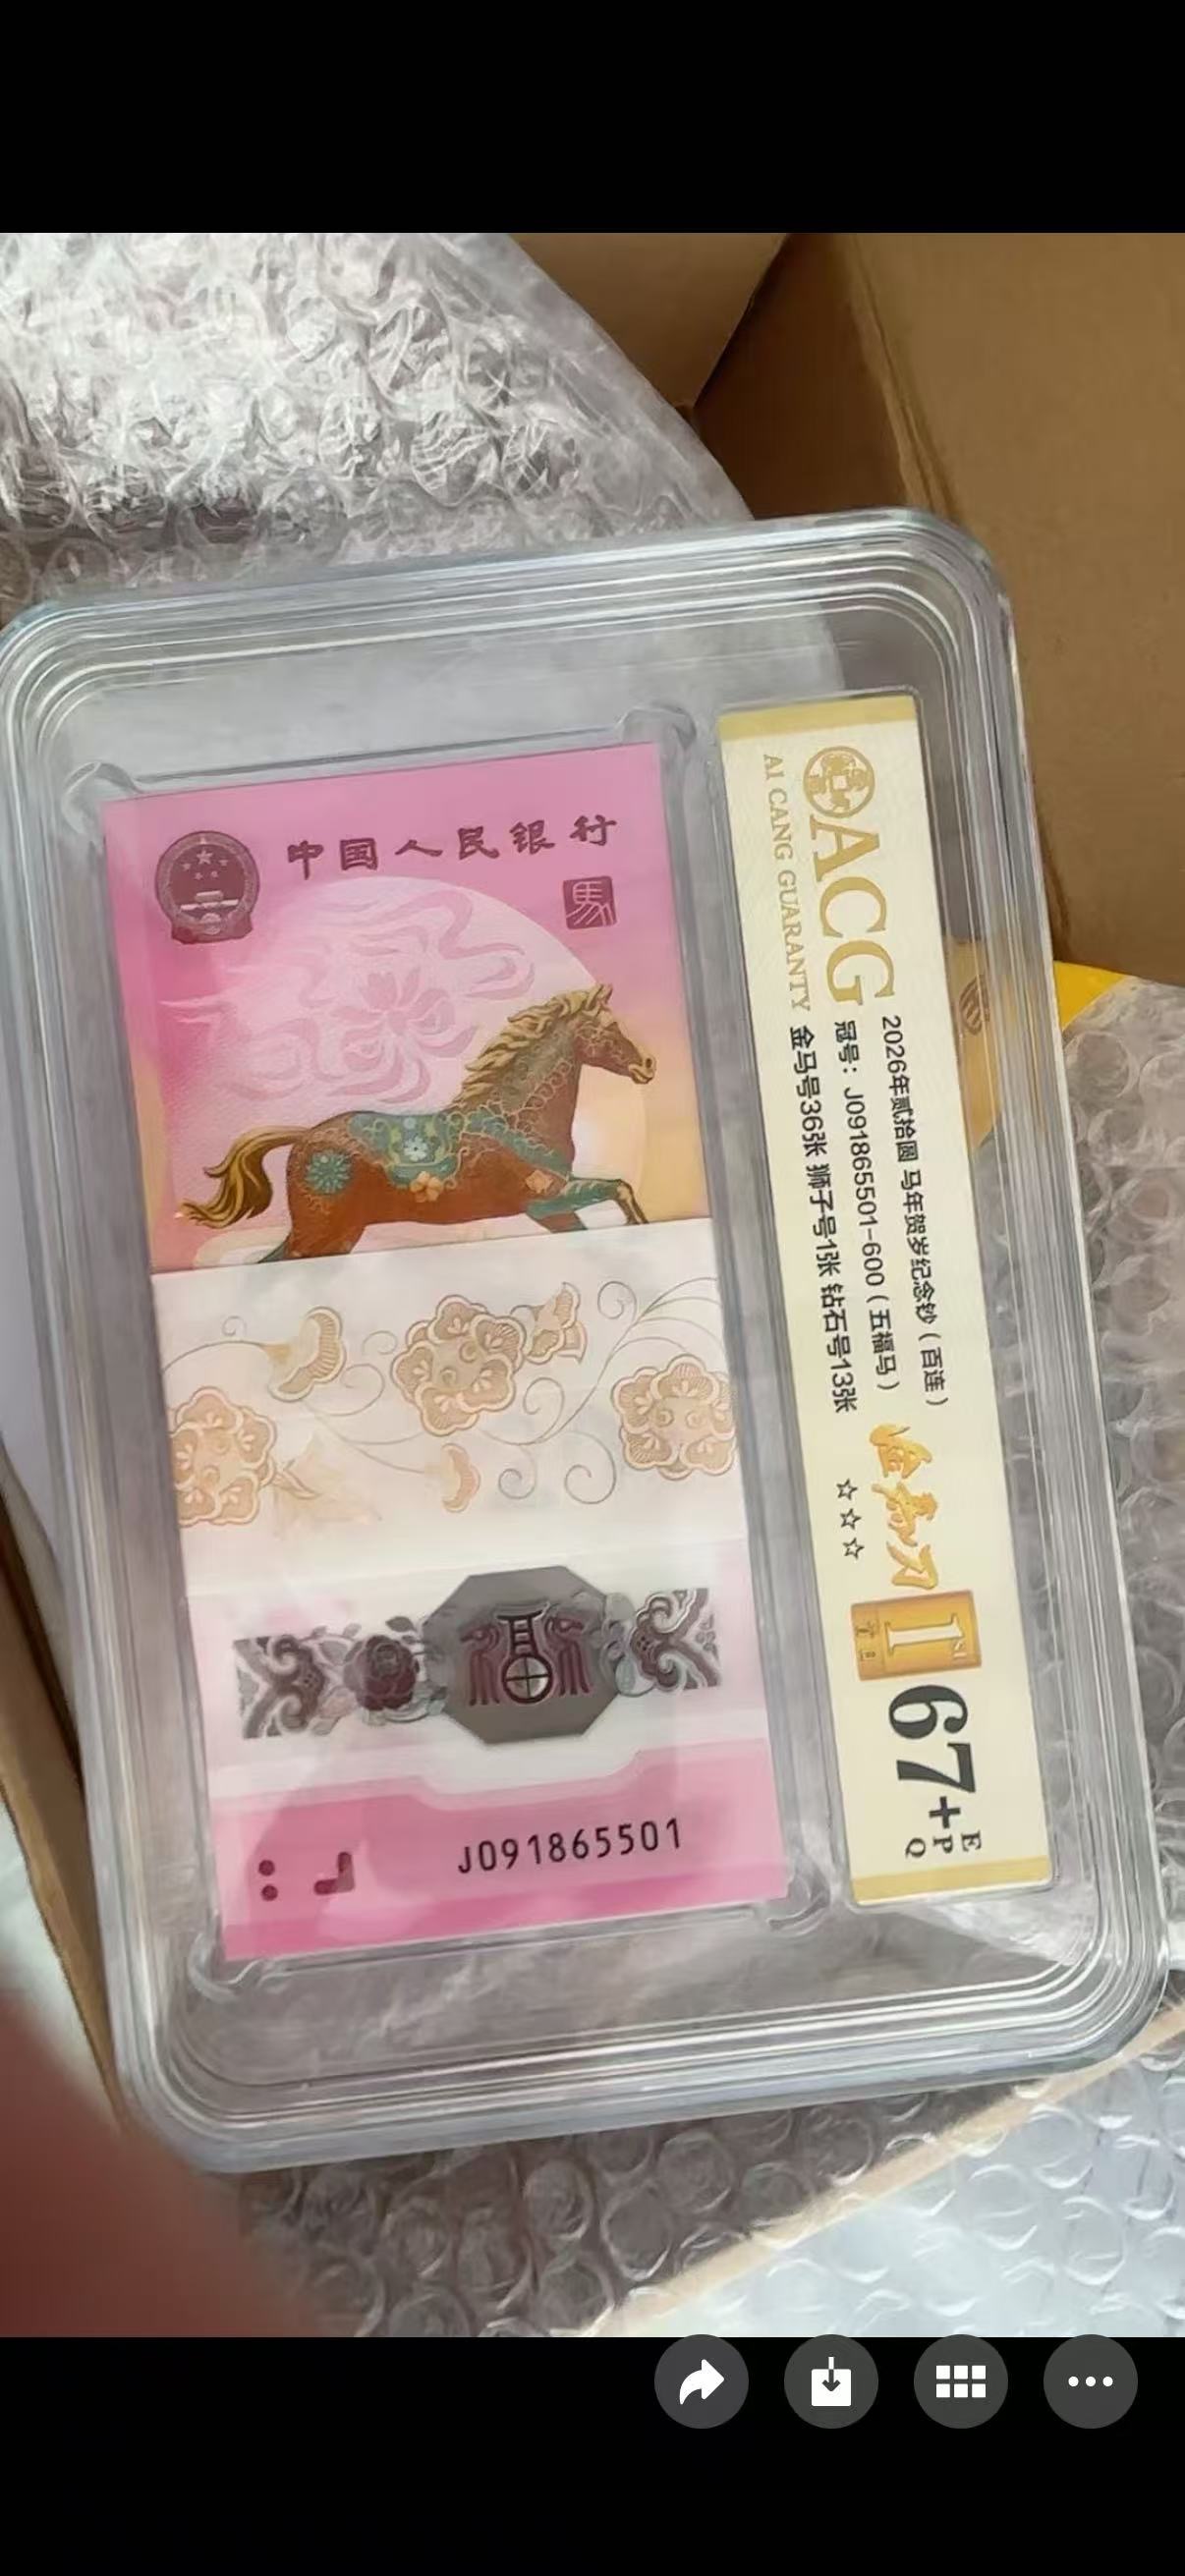 中国人民银行
馬
J091865501
ACG
AI CANG GUARANTY
2026年贰拾圆 马年贺岁纪念钞（百连）
冠号：J091865501-600（五福马）
金马号36张 狮子号1张 钻石号13张
☆☆☆
1
67+
E
P
Q